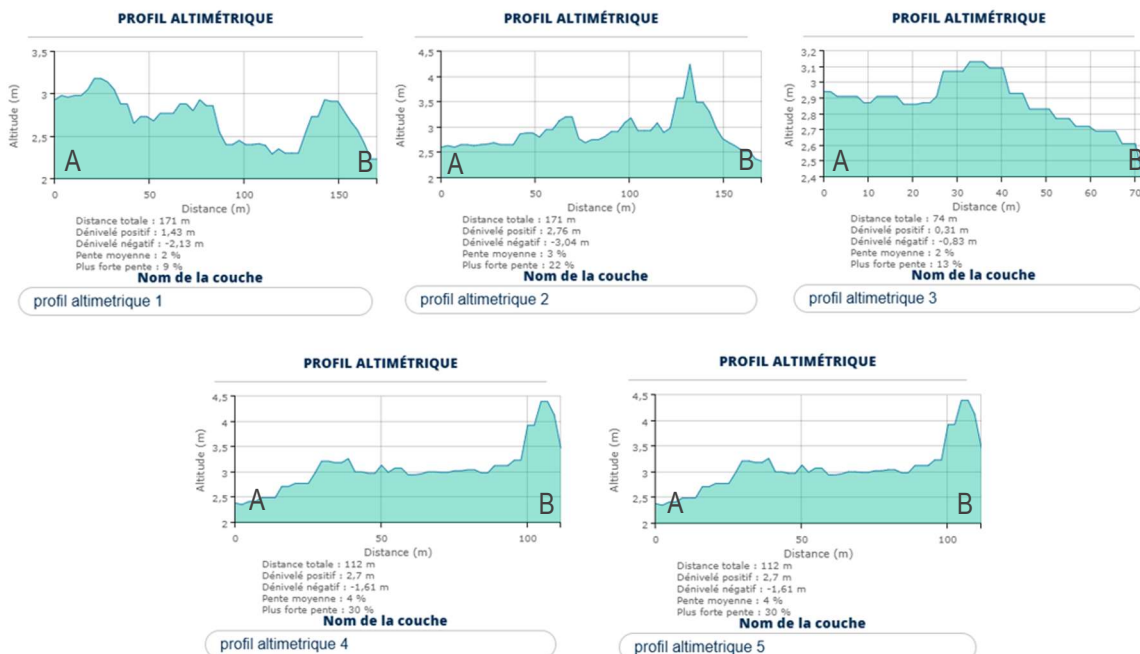 PROFIL ALTIMÉTRIQUE
3,5
3
2,5
2
Altitude (m)
A
B
0
50
100
150
Distance (m)
Distance totale : 171 m
Dénivelé positif : 1,43 m
Dénivelé négatif : -2,13 m
Pente moyenne : 2 %
Plus forte pente : 9 %
Nom de la couche
profil altimetrique 1
PROFIL ALTIMÉTRIQUE
4,5
4
3,5
3
2,5
2
Altitude (m)
A
B
0
50
100
150
Distance (m)
Distance totale : 171 m
Dénivelé positif : 2,76 m
Dénivelé négatif : -3,04 m
Pente moyenne : 3 %
Plus forte pente : 22 %
Nom de la couche
profil altimetrique 2
PROFIL ALTIMÉTRIQUE
3,2
3,1
3
2,9
2,8
2,7
2,6
2,5
2,4
Altitude (m)
A
B
0
10
20
30
40
50
60
70
Distance (m)
Distance totale : 74 m
Dénivelé positif : 0,31 m
Dénivelé négatif : -0,83 m
Pente moyenne : 2 %
Plus forte pente : 13 %
Nom de la couche
profil altimetrique 3
PROFIL ALTIMÉTRIQUE
4,5
4
3,5
3
2,5
2
Altitude (m)
A
B
0
50
100
Distance (m)
Distance totale : 112 m
Dénivelé positif : 2,7 m
Dénivelé négatif : -1,61 m
Pente moyenne : 4 %
Plus forte pente : 30 %
Nom de la couche
profil altimetrique 4
PROFIL ALTIMÉTRIQUE
4,5
4
3,5
3
2,5
2
Altitude (m)
A
B
0
50
100
Distance (m)
Distance totale : 112 m
Dénivelé positif : 2,7 m
Dénivelé négatif : -1,61 m
Pente moyenne : 4 %
Plus forte pente : 30 %
Nom de la couche
profil altimetrique 5